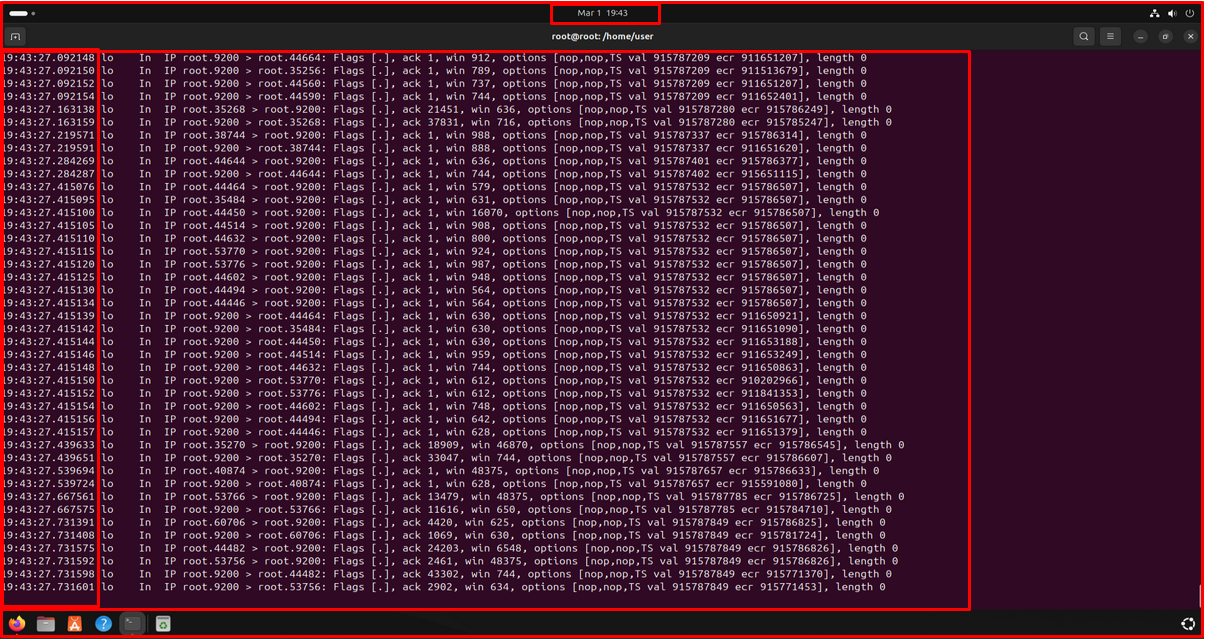 Mar 1 19:43
root@root: /home/user
19:43:27.092148 lo In IP root.9200 > root.44664: Flags [.], ack 1, win 912, options [nop,nop,TS val 915787209 ecr 911651207], length 0
19:43:27.092150 lo In IP root.9200 > root.35256: Flags [.], ack 1, win 789, options [nop,nop,TS val 915787209 ecr 911513679], length 0
19:43:27.092152 lo In IP root.9200 > root.44560: Flags [.], ack 1, win 737, options [nop,nop,TS val 915787209 ecr 911651207], length 0
19:43:27.092154 lo In IP root.9200 > root.44590: Flags [.], ack 1, win 744, options [nop,nop,TS val 915787209 ecr 911652401], length 0
19:43:27.163138 lo In IP root.35268 > root.9200: Flags [.], ack 21451, win 636, options [nop,nop,TS val 915787280 ecr 915786249], length 0
19:43:27.163159 lo In IP root.9200 > root.35268: Flags [.], ack 37831, win 716, options [nop,nop,TS val 915787280 ecr 915785247], length 0
19:43:27.219571 lo In IP root.38744 > root.9200: Flags [.], ack 1, win 988, options [nop,nop,TS val 915787337 ecr 915786314], length 0
19:43:27.219591 lo In IP root.9200 > root.38744: Flags [.], ack 1, win 888, options [nop,nop,TS val 915787337 ecr 911651620], length 0
19:43:27.284269 lo In IP root.44644 > root.9200: Flags [.], ack 1, win 636, options [nop,nop,TS val 915787401 ecr 915786377], length 0
19:43:27.284287 lo In IP root.9200 > root.44644: Flags [.], ack 1, win 744, options [nop,nop,TS val 915787402 ecr 915651115], length 0
19:43:27.415076 lo In IP root.44464 > root.9200: Flags [.], ack 1, win 579, options [nop,nop,TS val 915787532 ecr 915786507], length 0
19:43:27.415095 lo In IP root.35484 > root.9200: Flags [.], ack 1, win 631, options [nop,nop,TS val 915787532 ecr 915786507], length 0
19:43:27.415100 lo In IP root.44450 > root.9200: Flags [.], ack 1, win 16070, options [nop,nop,TS val 915787532 ecr 915786507], length 0
19:43:27.415105 lo In IP root.44514 > root.9200: Flags [.], ack 1, win 908, options [nop,nop,TS val 915787532 ecr 915786507], length 0
19:43:27.415110 lo In IP root.44632 > root.9200: Flags [.], ack 1, win 800, options [nop,nop,TS val 915787532 ecr 915786507], length 0
19:43:27.415115 lo In IP root.53770 > root.9200: Flags [.], ack 1, win 924, options [nop,nop,TS val 915787532 ecr 915786507], length 0
19:43:27.415120 lo In IP root.53776 > root.9200: Flags [.], ack 1, win 987, options [nop,nop,TS val 915787532 ecr 915786507], length 0
19:43:27.415125 lo In IP root.44602 > root.9200: Flags [.], ack 1, win 948, options [nop,nop,TS val 915787532 ecr 915786507], length 0
19:43:27.415130 lo In IP root.44494 > root.9200: Flags [.], ack 1, win 564, options [nop,nop,TS val 915787532 ecr 915786507], length 0
19:43:27.415134 lo In IP root.44446 > root.9200: Flags [.], ack 1, win 564, options [nop,nop,TS val 915787532 ecr 915786507], length 0
19:43:27.415139 lo In IP root.9200 > root.44464: Flags [.], ack 1, win 630, options [nop,nop,TS val 915787532 ecr 911650921], length 0
19:43:27.415142 lo In IP root.9200 > root.35484: Flags [.], ack 1, win 630, options [nop,nop,TS val 915787532 ecr 911651090], length 0
19:43:27.415144 lo In IP root.9200 > root.44450: Flags [.], ack 1, win 630, options [nop,nop,TS val 915787532 ecr 911653188], length 0
19:43:27.415146 lo In IP root.9200 > root.44514: Flags [.], ack 1, win 959, options [nop,nop,TS val 915787532 ecr 911653249], length 0
19:43:27.415148 lo In IP root.9200 > root.44632: Flags [.], ack 1, win 744, options [nop,nop,TS val 915787532 ecr 911650863], length 0
19:43:27.415150 lo In IP root.9200 > root.53770: Flags [.], ack 1, win 612, options [nop,nop,TS val 915787532 ecr 910202966], length 0
19:43:27.415152 lo In IP root.9200 > root.53776: Flags [.], ack 1, win 612, options [nop,nop,TS val 915787532 ecr 911841353], length 0
19:43:27.415154 lo In IP root.9200 > root.44602: Flags [.], ack 1, win 748, options [nop,nop,TS val 915787532 ecr 911650563], length 0
19:43:27.415156 lo In IP root.9200 > root.44494: Flags [.], ack 1, win 642, options [nop,nop,TS val 915787532 ecr 911651677], length 0
19:43:27.415157 lo In IP root.9200 > root.44446: Flags [.], ack 1, win 628, options [nop,nop,TS val 915787532 ecr 911651379], length 0
19:43:27.439633 lo In IP root.35270 > root.9200: Flags [.], ack 18909, win 46870, options [nop,nop,TS val 915787557 ecr 915786545], length 0
19:43:27.439651 lo In IP root.9200 > root.35270: Flags [.], ack 33047, win 744, options [nop,nop,TS val 915787557 ecr 915786607], length 0
19:43:27.539694 lo In IP root.40874 > root.9200: Flags [.], ack 1, win 48375, options [nop,nop,TS val 915787657 ecr 915786633], length 0
19:43:27.539724 lo In IP root.9200 > root.40874: Flags [.], ack 1, win 628, options [nop,nop,TS val 915787657 ecr 915591080], length 0
19:43:27.667561 lo In IP root.53766 > root.9200: Flags [.], ack 13479, win 48375, options [nop,nop,TS val 915787785 ecr 915786725], length 0
19:43:27.667575 lo In IP root.9200 > root.53766: Flags [.], ack 11616, win 650, options [nop,nop,TS val 915787785 ecr 915784710], length 0
19:43:27.731391 lo In IP root.60706 > root.9200: Flags [.], ack 4420, win 625, options [nop,nop,TS val 915787849 ecr 915786825], length 0
19:43:27.731408 lo In IP root.9200 > root.60706: Flags [.], ack 1069, win 630, options [nop,nop,TS val 915787849 ecr 915781724], length 0
19:43:27.731575 lo In IP root.44482 > root.9200: Flags [.], ack 24203, win 6548, options [nop,nop,TS val 915787849 ecr 915786826], length 0
19:43:27.731592 lo In IP root.53756 > root.9200: Flags [.], ack 2461, win 48375, options [nop,nop,TS val 915787849 ecr 915786826], length 0
19:43:27.731598 lo In IP root.9200 > root.44482: Flags [.], ack 43302, win 744, options [nop,nop,TS val 915787849 ecr 915771370], length 0
19:43:27.731601 lo In IP root.9200 > root.53756: Flags [.], ack 2902, win 634, options [nop,nop,TS val 915787849 ecr 915771453], length 0